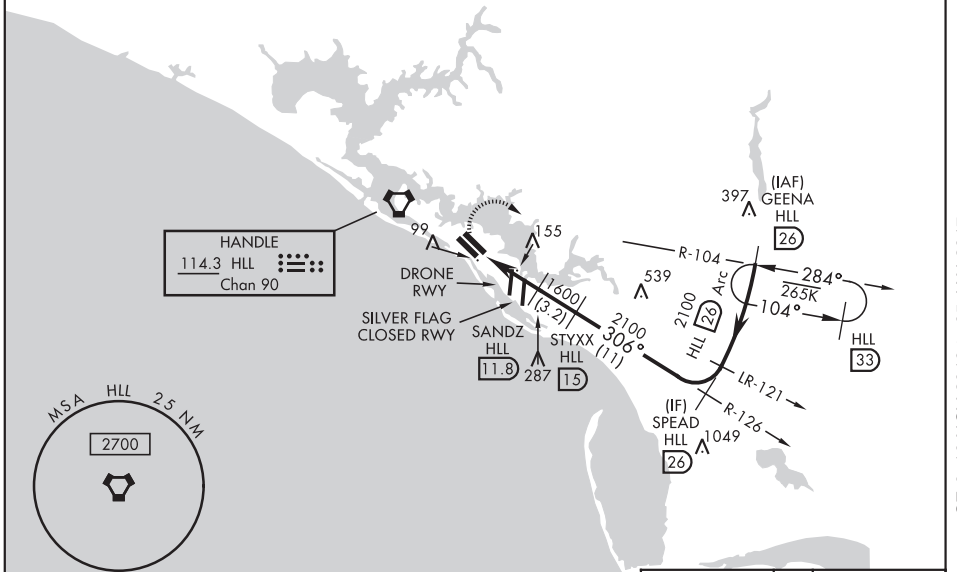 HANDLE
114.3 HLL
Chan 90
99
155
DRONE
RWY
SILVER FLAG
CLOSED RWY
SANDZ
HLL
11.8
287
STYXX
HLL
15
1600
(3.2)
(11)
2100
306°
539
397
(IAF)
GEENA
HLL
26
R-104
284°
265K
104°
HLL
33
2100
HLL 26 Arc
LR-121
R-126
(IF)
SPEAD
HLL
26
1049
MSA HLL 25 NM
2700